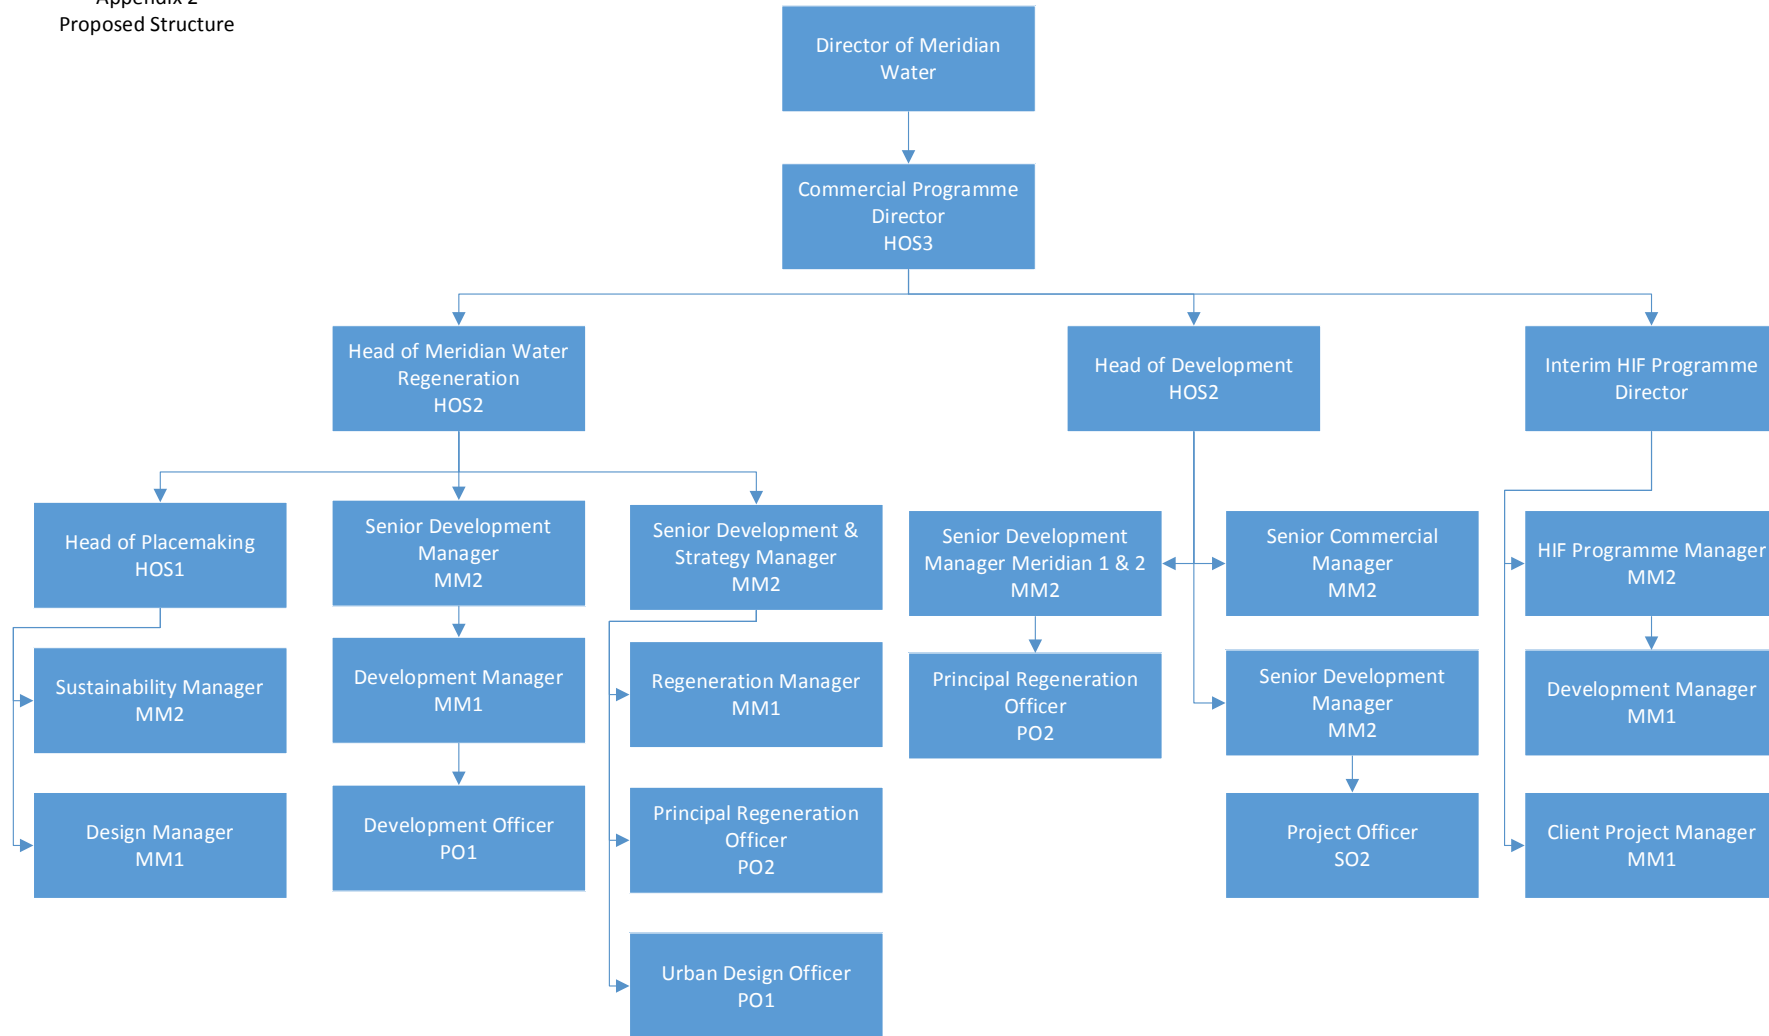 Appendix 2
Proposed Structure
Director of Meridian
Water
Commercial Programme
Director
HOS3
Head of Meridian Water
Regeneration
HOS2
Head of Development
HOS2
Interim HIF Programme
Director
Head of Placemaking
HOS1
Senior Development
Manager
MM2
Senior Development &
Strategy Manager
MM2
Senior Development
Manager Meridian 1 & 2
MM2
Senior Commercial
Manager
MM2
HIF Programme Manager
MM2
Sustainability Manager
MM2
Development Manager
MM1
Regeneration Manager
MM1
Principal Regeneration
Officer
PO2
Senior Development
Manager
MM2
Development Manager
MM1
Design Manager
MM1
Development Officer
PO1
Principal Regeneration
Officer
PO2
Project Officer
SO2
Client Project Manager
MM1
Urban Design Officer
PO1